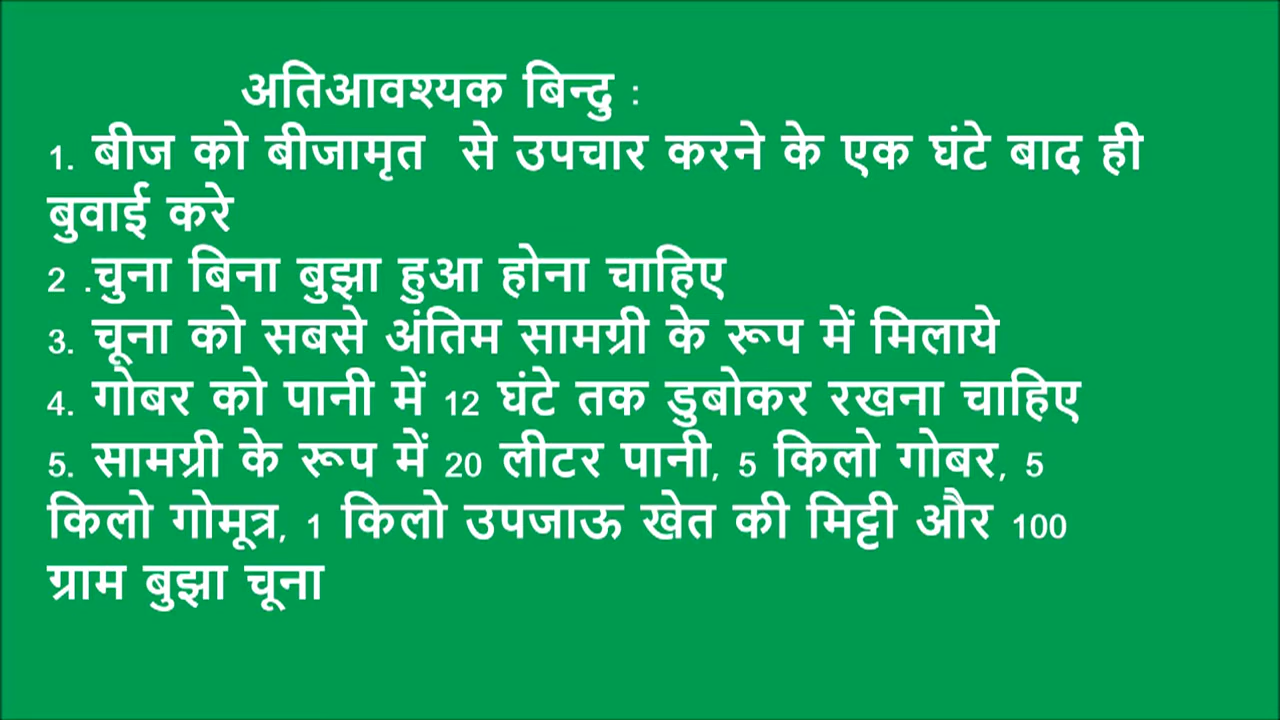 अतिआवश्यक बिन्दु :
1. बीज को बीजामृत से उपचार करने के एक घंटे बाद ही
बुवाई करे
2 .चुना बिना बुझा हुआ होना चाहिए
3. चूना को सबसे अंतिम सामग्री के रूप में मिलाये
4. गोबर को पानी में 12 घंटे तक डुबोकर रखना चाहिए
5. सामग्री के रूप में 20 लीटर पानी, 5 किलो गोबर, 5
किलो गोमूत्र, 1 किलो उपजाऊ खेत की मिट्टी और 100
ग्राम बुझा चूना